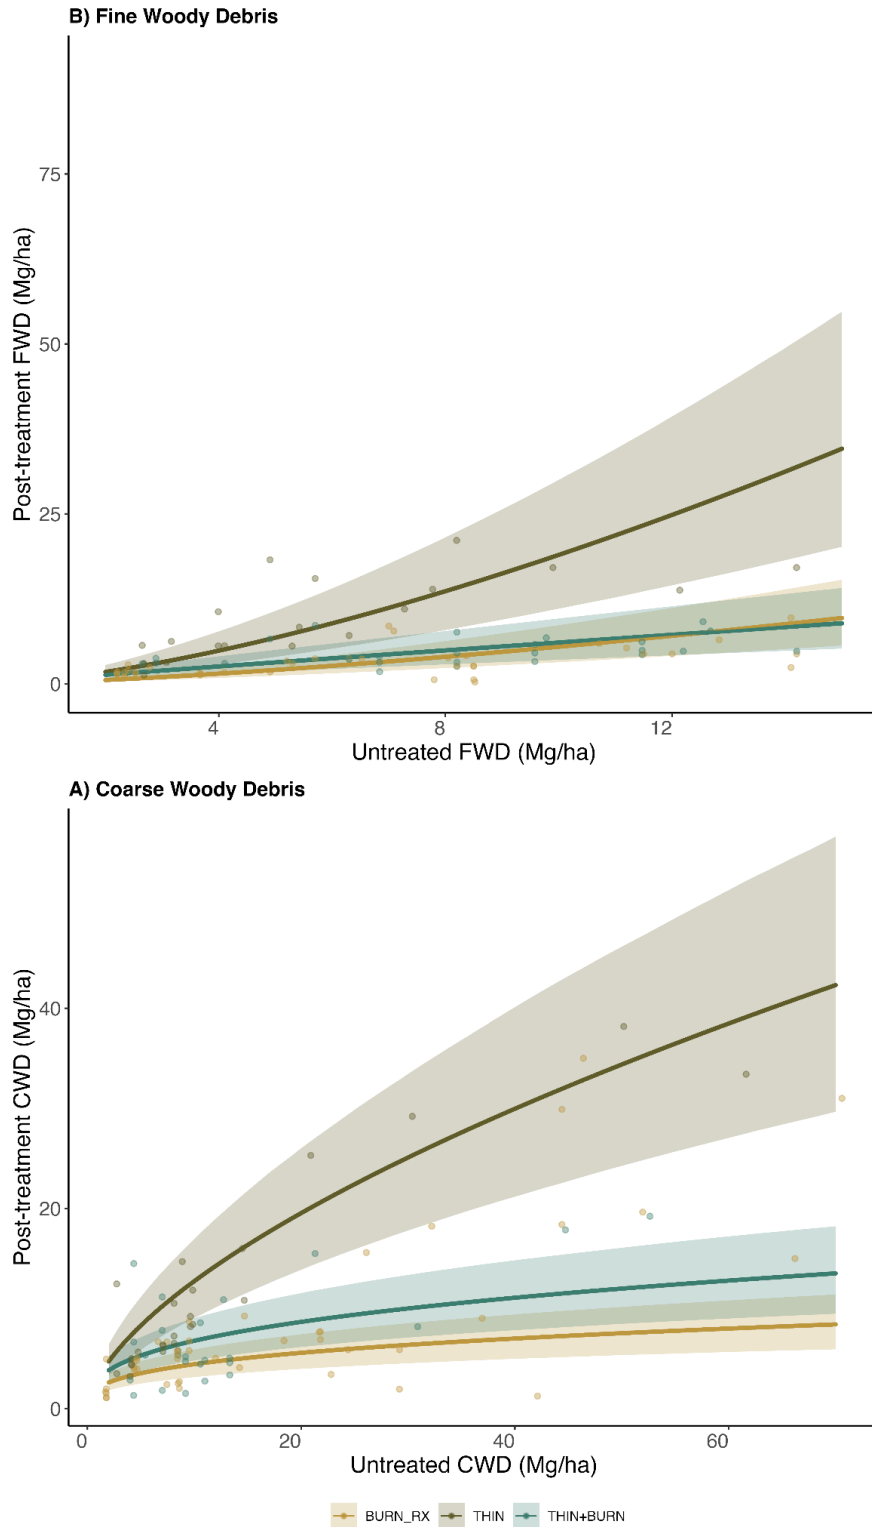 B) Fine Woody Debris
Post-treatment FWD (Mg/ha)
75
50
25
0
4 8 12
Untreated FWD (Mg/ha)
A) Coarse Woody Debris
Post-treatment CWD (Mg/ha)
40
20
0
0 20 40 60
Untreated CWD (Mg/ha)
BURN_RX THIN THIN+BURN